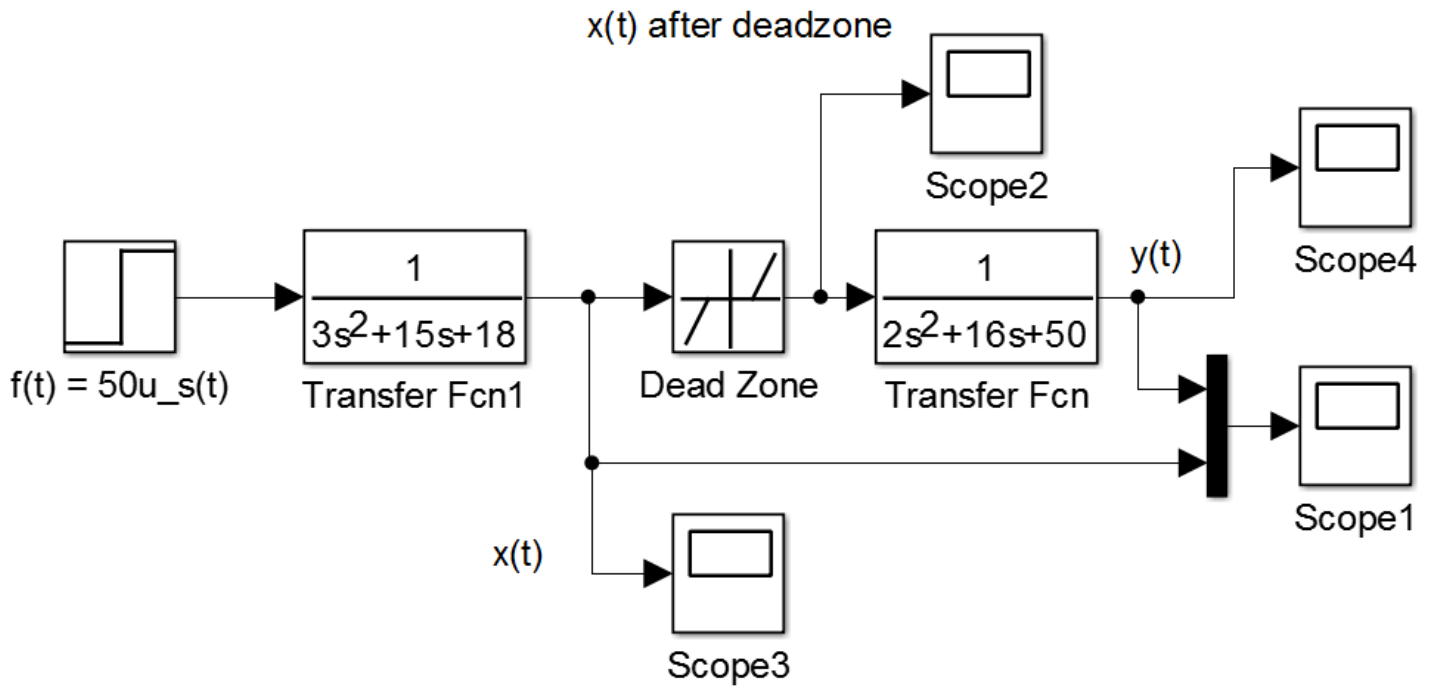 x(t) after deadzone
Scope2
Scope4
f(t) = 50u_s(t)
1
3s²+15s+18
Transfer Fcn1
Dead Zone
1
2s²+16s+50
Transfer Fcn
y(t)
Scope1
x(t)
Scope3